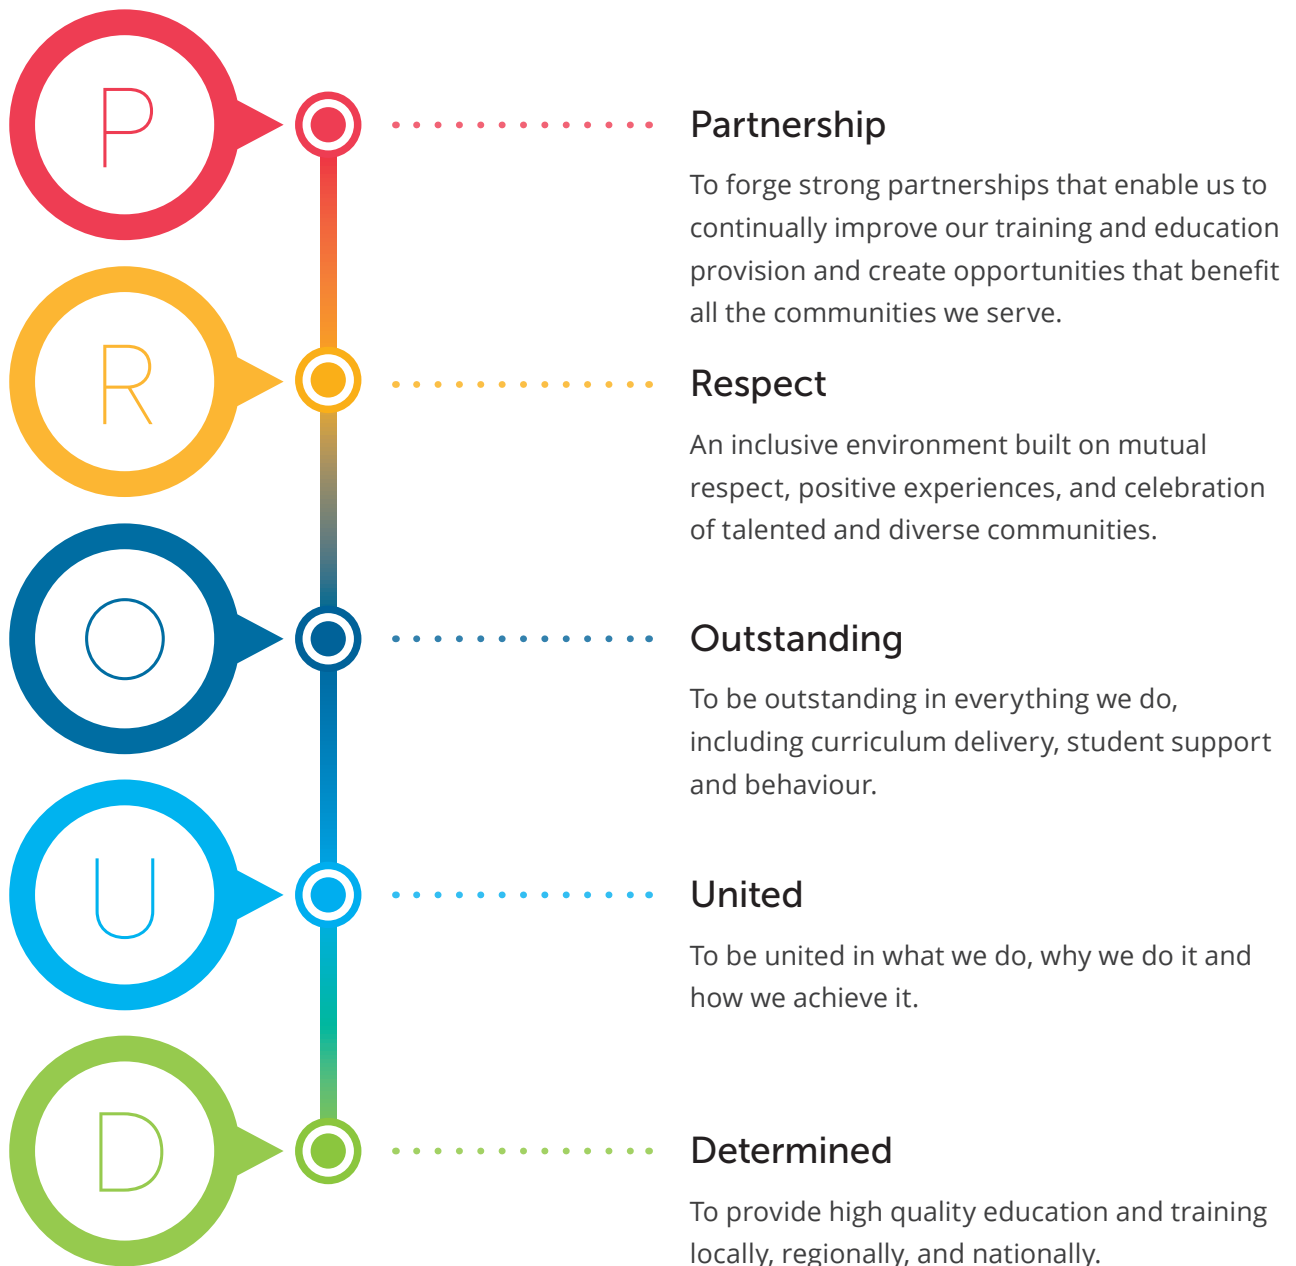 P
Partnership
To forge strong partnerships that enable us to
continually improve our training and education
provision and create opportunities that benefit
all the communities we serve.
R
Respect
An inclusive environment built on mutual
respect, positive experiences, and celebration
of talented and diverse communities.
O
Outstanding
To be outstanding in everything we do,
including curriculum delivery, student support
and behaviour.
U
United
To be united in what we do, why we do it and
how we achieve it.
D
Determined
To provide high quality education and training
locally, regionally, and nationally.